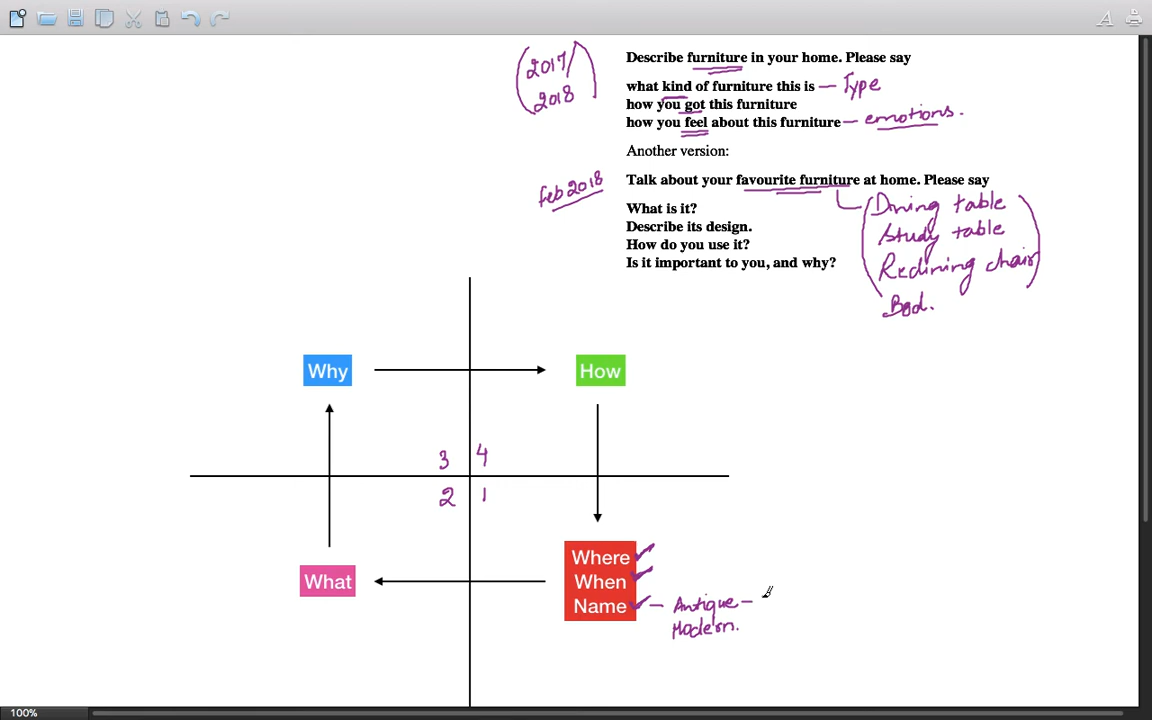 2017/
2018
Describe furniture in your home. Please say
what kind of furniture this is — Type
how you got this furniture
how you feel about this furniture — emotions.
Another version:
Feb 2018
Talk about your favourite furniture at home. Please say
What is it?
Describe its design.
How do you use it?
Is it important to you, and why?
Dining table
Study table
Reclining chair
Bed.
Why
How
3 4
2 1
What
Where
When
Name — Antique —
Modern.
100%